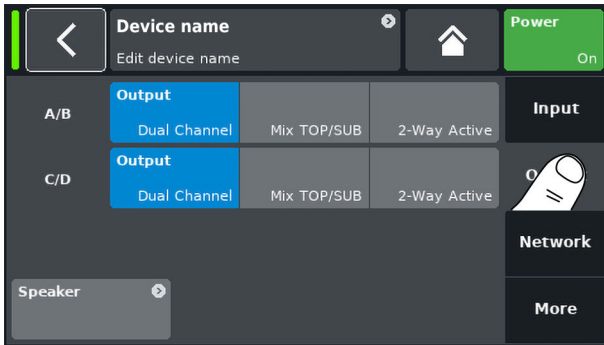 Device name
Edit device name
Power
On
A/B
Output
Dual Channel
Mix TOP/SUB
2-Way Active
Input
C/D
Output
Dual Channel
Mix TOP/SUB
2-Way Active
Network
Speaker
More